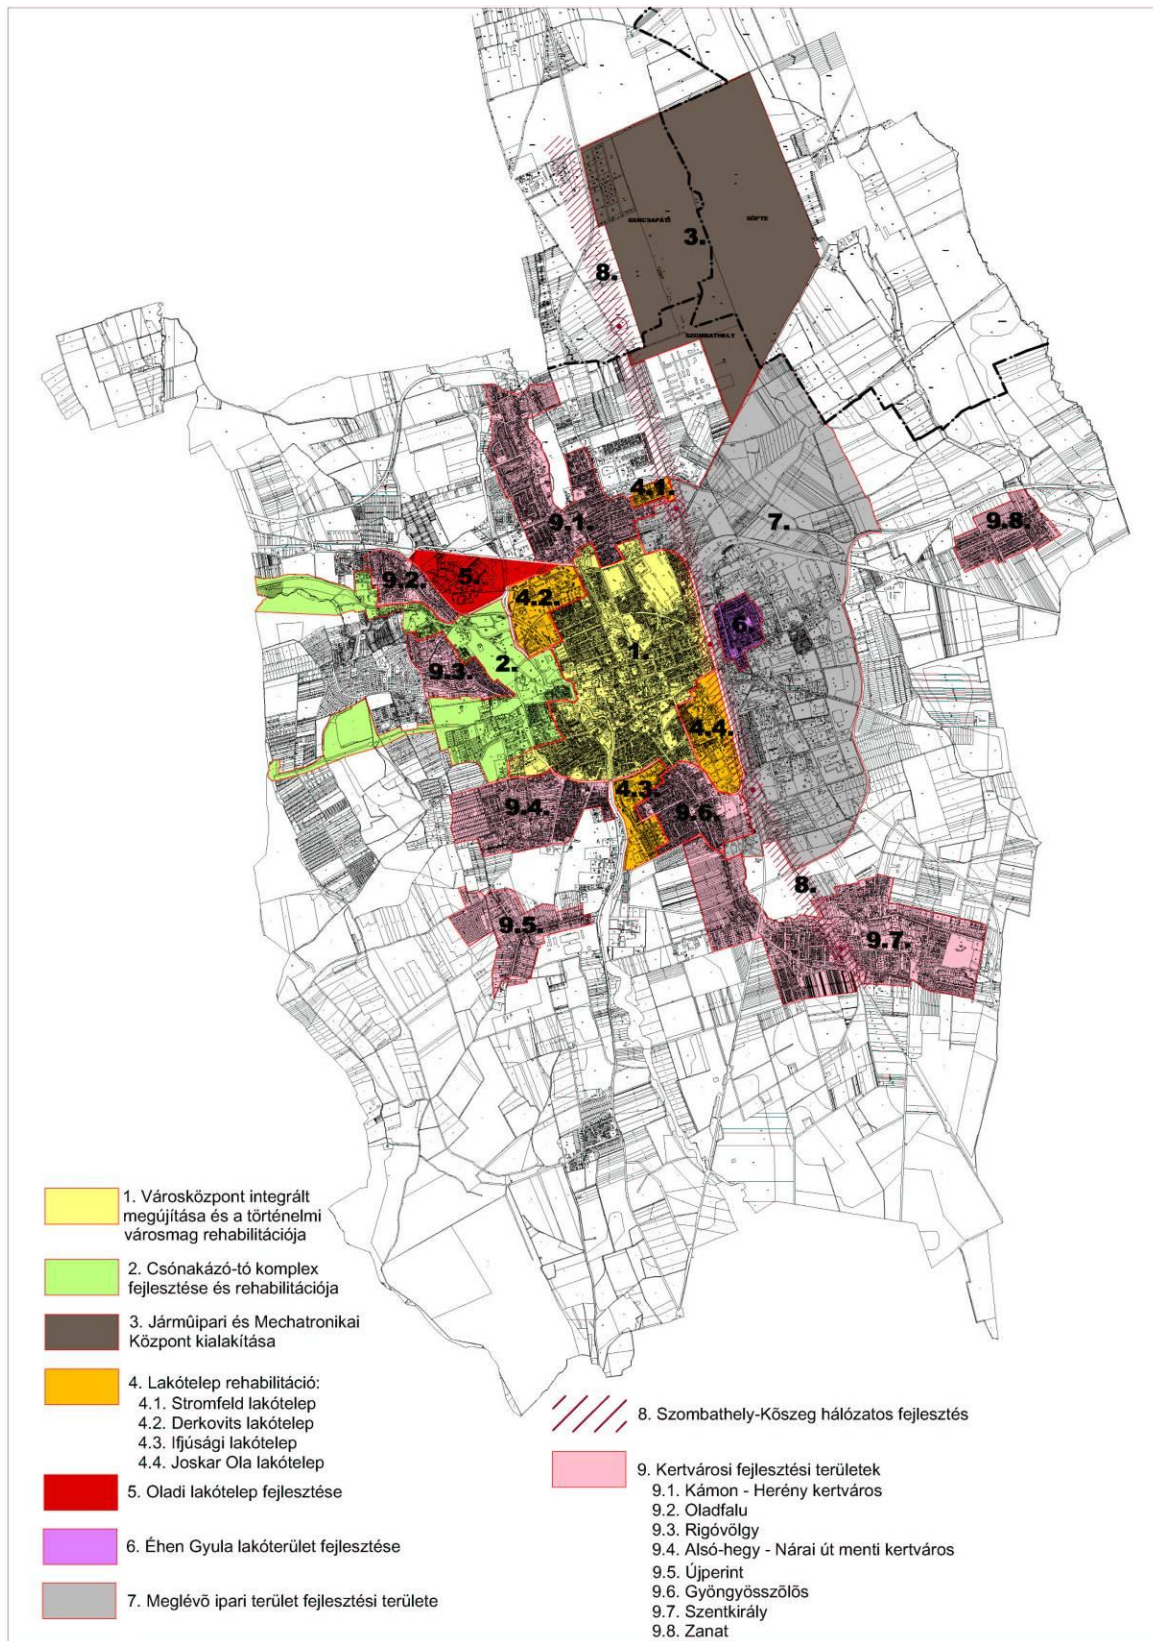 GENCSAPÁTI
SÖPTE
3.
8.
SZOMBATHELY
4.1.
9.1.
7.
9.8.
9.2.
5.
4.2.
6.
1.
2.
9.3.
4.4.
4.3.
9.4.
9.6.
8.
9.5.
9.7.
1. Városközpont integrált
megújítása és a történelmi
városmag rehabilitációja
2. Csónakázó-tó komplex
fejlesztése és rehabilitációja
3. Jármûipari és Mechatronikai
Központ kialakítása
4. Lakótelep rehabilitáció:
4.1. Stromfeld lakótelep
4.2. Derkovits lakótelep
4.3. Ifjúsági lakótelep
4.4. Joskar Ola lakótelep
5. Oladi lakótelep fejlesztése
6. Éhen Gyula lakóterület fejlesztése
7. Meglévõ ipari terület fejlesztési területe
8. Szombathely-Kõszeg hálózatos fejlesztés
9. Kertvárosi fejlesztési területek
9.1. Kámon - Herény kertváros
9.2. Oladfalu
9.3. Rigóvölgy
9.4. Alsó-hegy - Nárai út menti kertváros
9.5. Újperint
9.6. Gyöngyösszõlõs
9.7. Szentkirály
9.8. Zanat